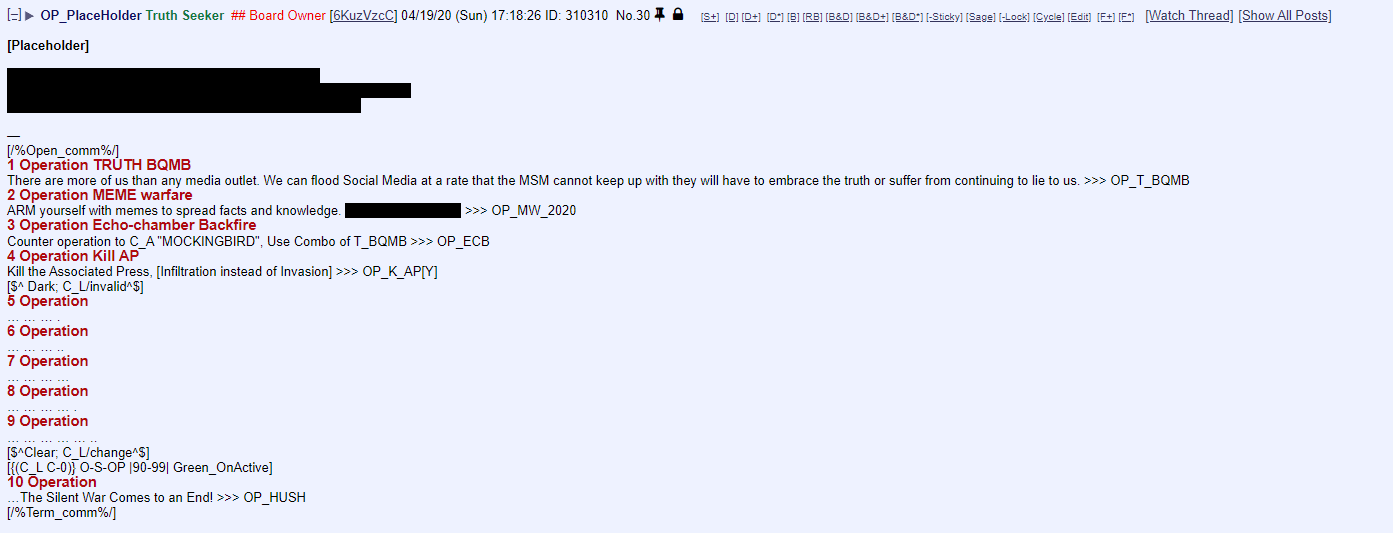 [–] ▶ OP_PlaceHolder Truth Seeker ## Board Owner [6KuzVzcC] 04/19/20 (Sun) 17:18:26 ID: 310310 No.30 [S+] [D] [D+] [D*] [B] [RB] [B&D] [B&D+] [B&D*] [-Sticky] [Sage] [-Lock] [Cycle] [Edit] [F+] [F*] [Watch Thread] [Show All Posts]
[Placeholder]
—
[/%Open_comm%/]
1 Operation TRUTH BQMB
There are more of us than any media outlet. We can flood Social Media at a rate that the MSM cannot keep up with they will have to embrace the truth or suffer from continuing to lie to us. >>> OP_T_BQMB
2 Operation MEME warfare
ARM yourself with memes to spread facts and knowledge. >>> OP_MW_2020
3 Operation Echo-chamber Backfire
Counter operation to C_A "MOCKINGBIRD", Use Combo of T_BQMB >>> OP_ECB
4 Operation Kill AP
Kill the Associated Press, [Infiltration instead of Invasion] >>> OP_K_AP[Y]
[$^ Dark; C_L/invalid^$]
5 Operation
… … … .
6 Operation
… … … ..
7 Operation
… … … …
8 Operation
… … … … .
9 Operation
… … … … … ..
[$^Clear; C_L/change^$]
[{(C_L C-0)} O-S-OP |90-99| Green_OnActive]
10 Operation
…The Silent War Comes to an End! >>> OP_HUSH
[/%Term_comm%/]